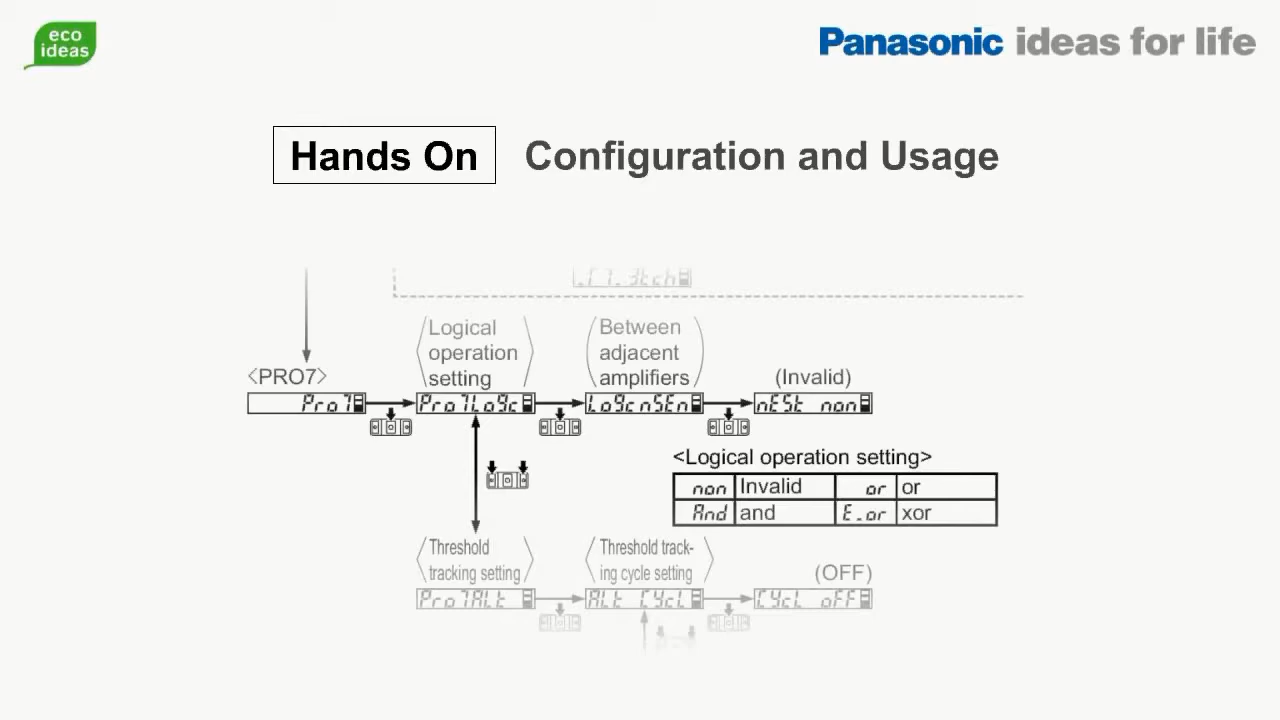 eco
ideas
Panasonic ideas for life
Hands On Configuration and Usage
〈Logical
operation
setting〉
(Between
adjacent
amplifiers)
<PRO7>
(Invalid)
Pro7
Pro7LoGc
LoGcnSEn
nESt non
<Logical operation setting>
non Invalid or or
And and E_or xor
〈Threshold
tracking setting〉
〈Threshold track-
ing cycle setting〉
(OFF)
Pro7ALt
ALt CYcL
CYcL oFF